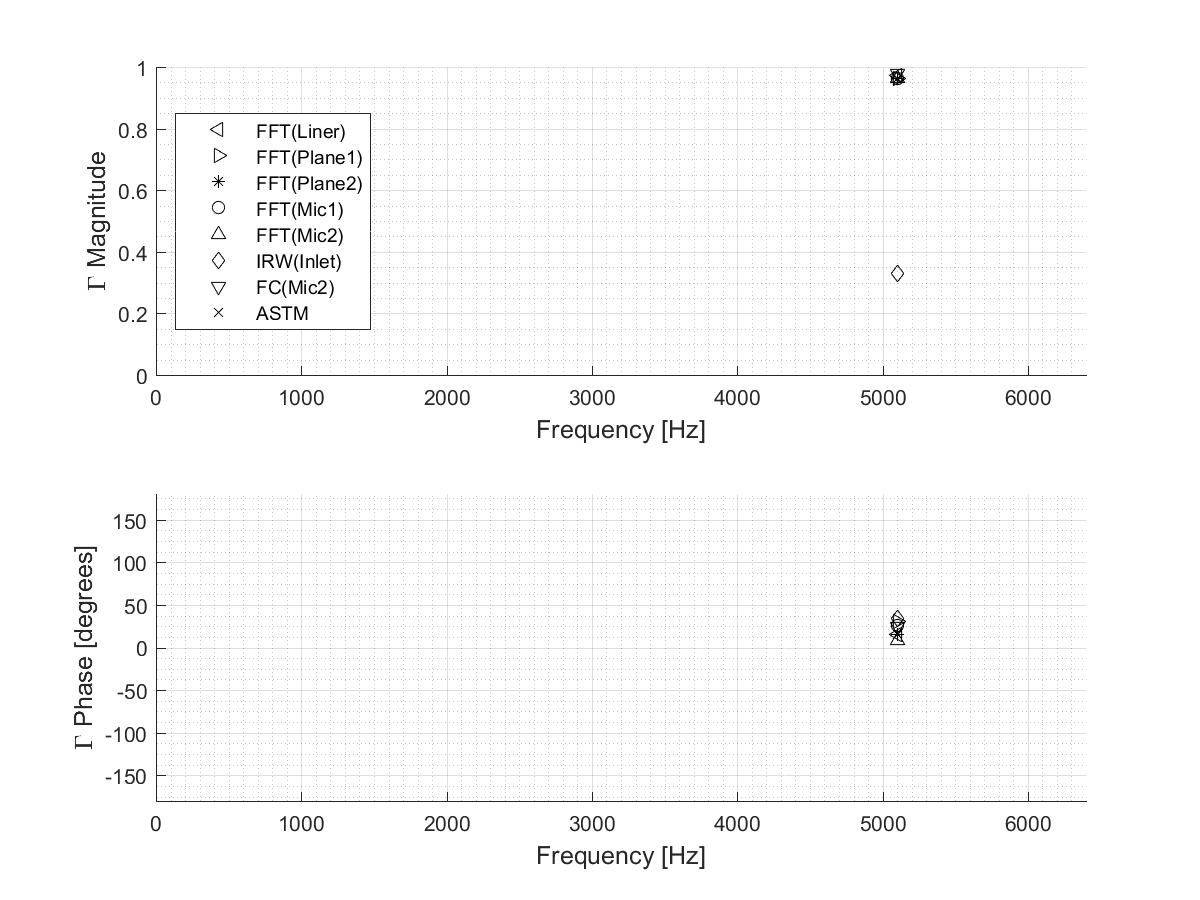 1
0.8
0.6
0.4
0.2
0
Γ Magnitude
FFT(Liner)
FFT(Plane1)
FFT(Plane2)
FFT(Mic1)
FFT(Mic2)
IRW(Inlet)
FC(Mic2)
ASTM
0 1000 2000 3000 4000 5000 6000
Frequency [Hz]
150
100
50
0
-50
-100
-150
Γ Phase [degrees]
0 1000 2000 3000 4000 5000 6000
Frequency [Hz]